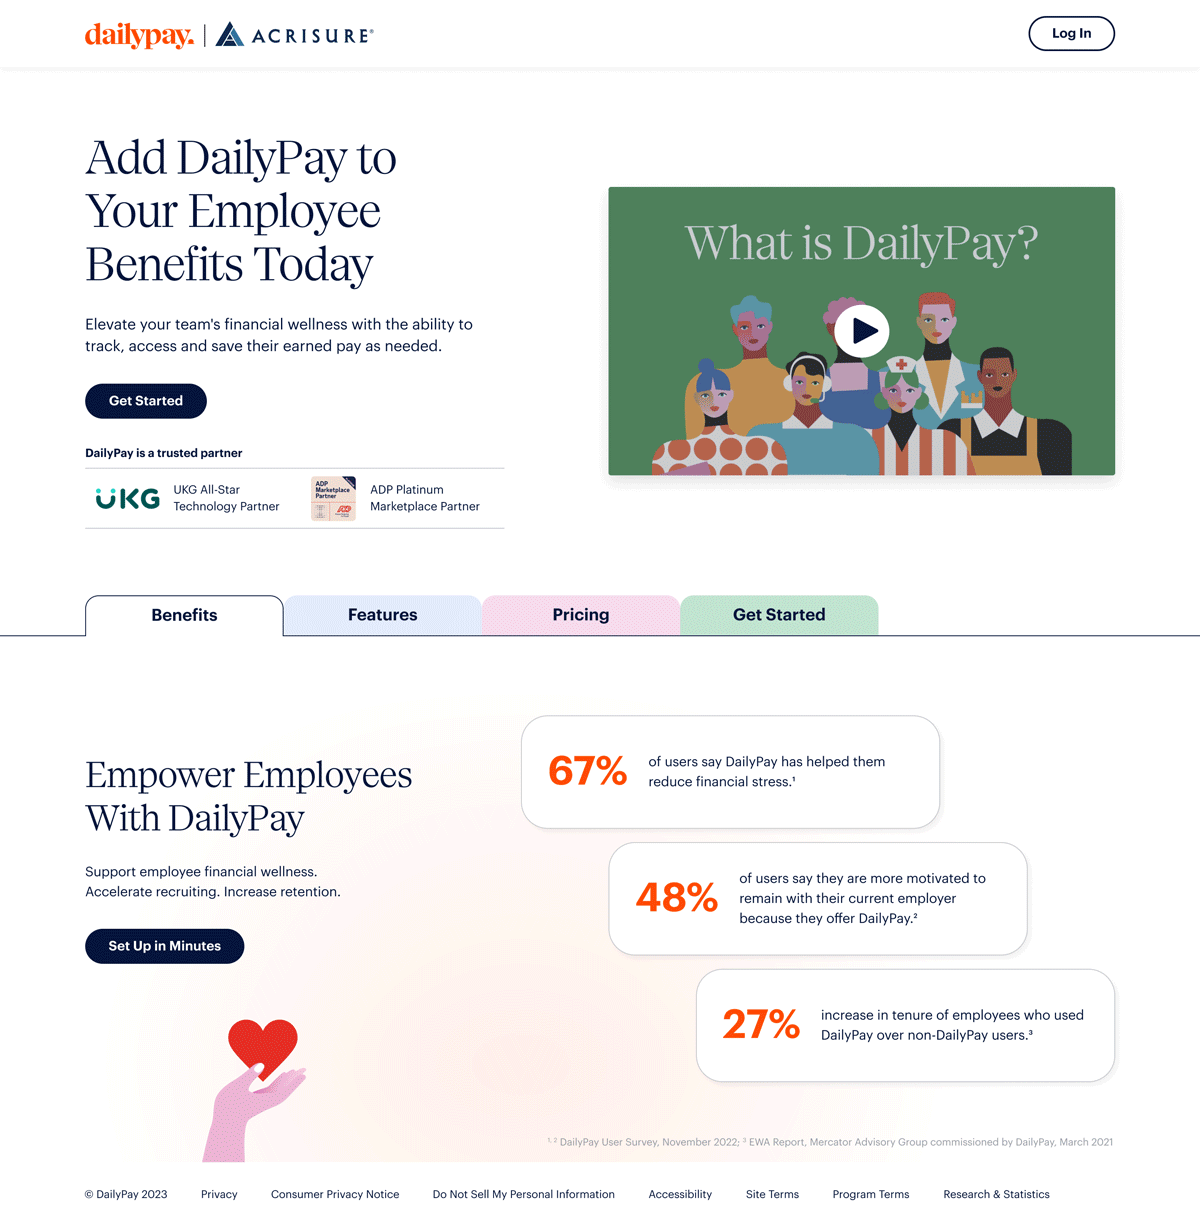 dailypay. | ACRISURE®
Log In
Add DailyPay to
Your Employee
Benefits Today
Elevate your team's financial wellness with the ability to
track, access and save their earned pay as needed.
Get Started
DailyPay is a trusted partner
UKG
UKG All-Star
Technology Partner
ADP
Marketplace
Partner
ADP Platinum
Marketplace Partner
What is DailyPay?
Benefits
Features
Pricing
Get Started
Empower Employees
With DailyPay
Support employee financial wellness.
Accelerate recruiting. Increase retention.
Set Up in Minutes
67%
of users say DailyPay has helped them
reduce financial stress.¹
48%
of users say they are more motivated to
remain with their current employer
because they offer DailyPay.²
27%
increase in tenure of employees who used
DailyPay over non-DailyPay users.³
¹, ² DailyPay User Survey, November 2022; ³ EWA Report, Mercator Advisory Group commissioned by DailyPay, March 2021
© DailyPay 2023
Privacy
Consumer Privacy Notice
Do Not Sell My Personal Information
Accessibility
Site Terms
Program Terms
Research & Statistics